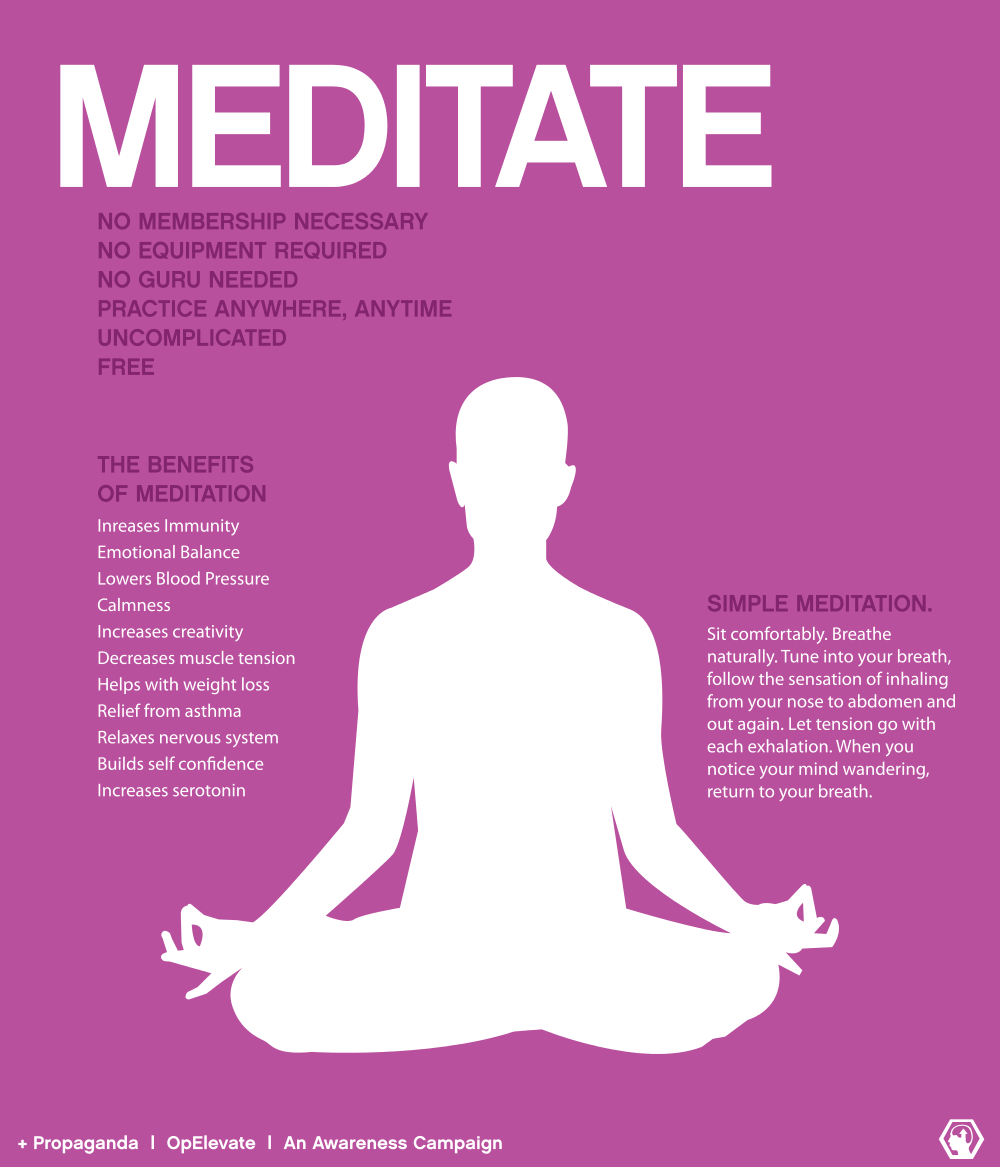 MEDITATE
NO MEMBERSHIP NECESSARY
NO EQUIPMENT REQUIRED
NO GURU NEEDED
PRACTICE ANYWHERE, ANYTIME
UNCOMPLICATED
FREE
THE BENEFITS
OF MEDITATION
Inreases Immunity
Emotional Balance
Lowers Blood Pressure
Calmness
Increases creativity
Decreases muscle tension
Helps with weight loss
Relief from asthma
Relaxes nervous system
Builds self confidence
Increases serotonin
SIMPLE MEDITATION.
Sit comfortably. Breathe
naturally. Tune into your breath,
follow the sensation of inhaling
from your nose to abdomen and
out again. Let tension go with
each exhalation. When you
notice your mind wandering,
return to your breath.
+ Propaganda | OpElevate | An Awareness Campaign